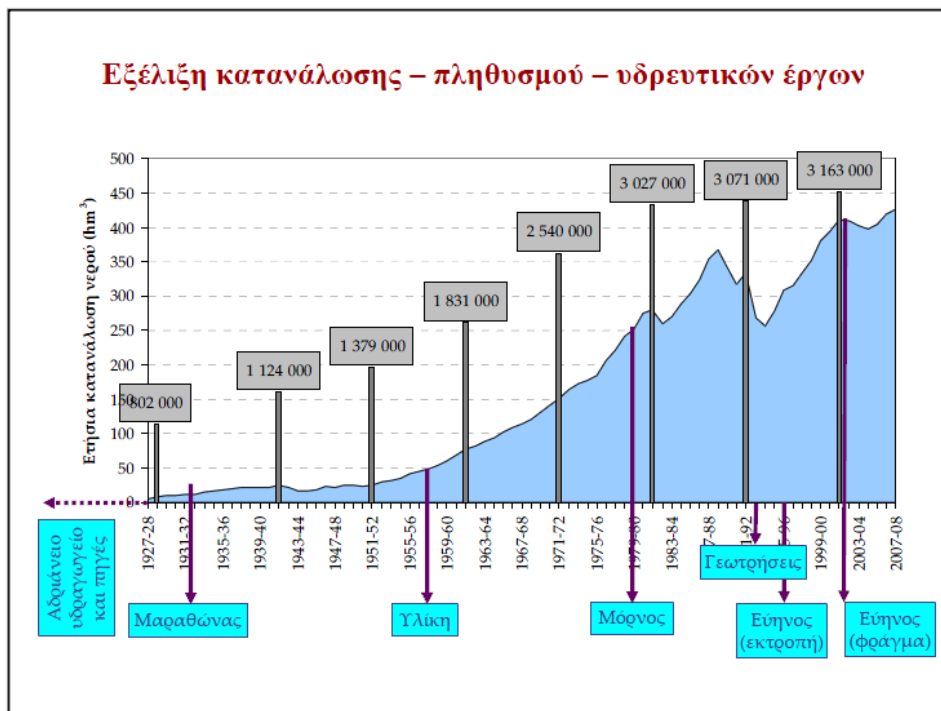 Εξέλιξη κατανάλωσης – πληθυσμού – υδρευτικών έργων
Ετήσια κατανάλωση νερού (hm³)
500
450
400
350
300
250
200
150
100
50
0
802 000
1 124 000
1 379 000
1 831 000
2 540 000
3 027 000
3 071 000
3 163 000
1927-28
1931-32
1935-36
1939-40
1943-44
1947-48
1951-52
1955-56
1959-60
1963-64
1967-68
1971-72
1975-76
1979-80
1983-84
1999-00
2003-04
2007-08
Αδριάνειο
υδραγωγείο
και πηγές
Μαραθώνας
Υλίκη
Μόρνος
Γεωτρήσεις
Εύηνος
(εκτροπή)
Εύηνος
(φράγμα)